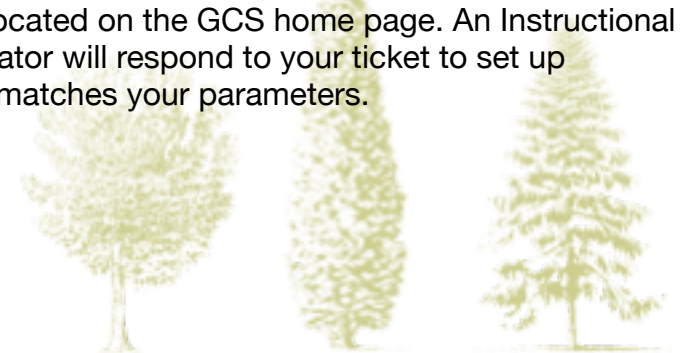 ocated on the GCS home page. An Instructional
ator will respond to your ticket to set up
matches your parameters.